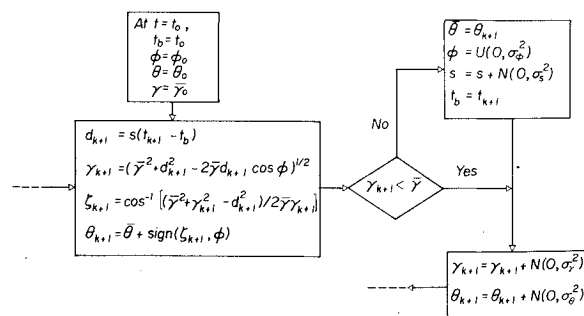 At t = t₀ ,
t_b = t₀
ϕ = ϕ₀
θ = θ₀
γ = γ̄₀
d_{k+1} = s(t_{k+1} - t_b)
γ_{k+1} = (γ̄² + d²_{k+1} - 2γ̄d_{k+1} cos ϕ)^{1/2}
ζ_{k+1} = cos⁻¹ [(γ̄² + γ²_{k+1} - d²_{k+1})/2γ̄γ_{k+1}]
θ_{k+1} = θ̄ + sign(ζ_{k+1}, ϕ)
γ_{k+1} < γ̄
No
Yes
θ̄ = θ_{k+1}
ϕ = U(0, σ²_ϕ)
s = s + N(0, σ²_s)
t_b = t_{k+1}
γ_{k+1} = γ_{k+1} + N(0, σ²_γ)
θ_{k+1} = θ_{k+1} + N(0, σ²_θ)